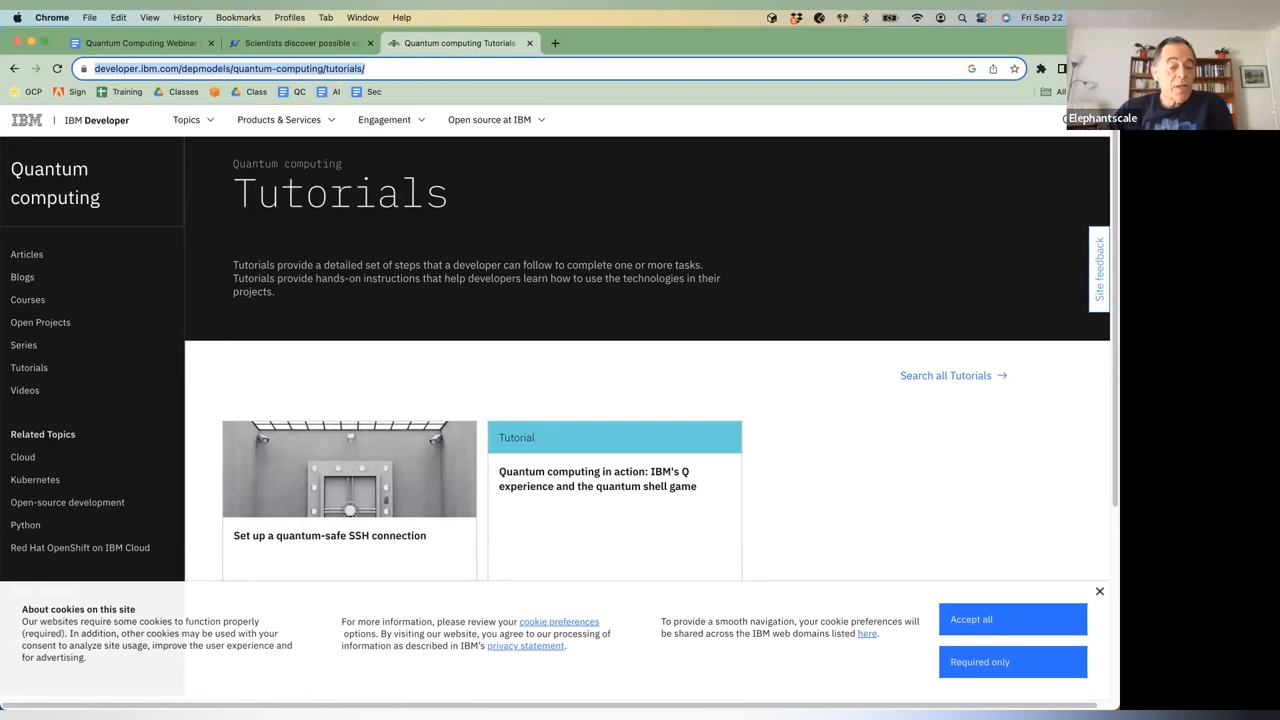 Chrome File Edit View History Bookmarks Profiles Tab Window Help Fri Sep 22
Quantum Computing Webinar Scientists discover possible co Quantum computing Tutorials
developer.ibm.com/depmodels/quantum-computing/tutorials/
GCP Sign Training Classes Class QC AI Sec All
IBM IBM Developer Topics Products & Services Engagement Open source at IBM
Elephantscale
Quantum
computing
Articles
Blogs
Courses
Open Projects
Series
Tutorials
Videos
Related Topics
Cloud
Kubernetes
Open-source development
Python
Red Hat OpenShift on IBM Cloud
Quantum computing
Tutorials
Tutorials provide a detailed set of steps that a developer can follow to complete one or more tasks.
Tutorials provide hands-on instructions that help developers learn how to use the technologies in their
projects.
Site feedback
Search all Tutorials →
Set up a quantum-safe SSH connection
Tutorial
Quantum computing in action: IBM's Q
experience and the quantum shell game
About cookies on this site
Our websites require some cookies to function properly
(required). In addition, other cookies may be used with your
consent to analyze site usage, improve the user experience and
for advertising.
For more information, please review your cookie preferences
options. By visiting our website, you agree to our processing of
information as described in IBM's privacy statement.
To provide a smooth navigation, your cookie preferences will
be shared across the IBM web domains listed here.
Accept all
Required only